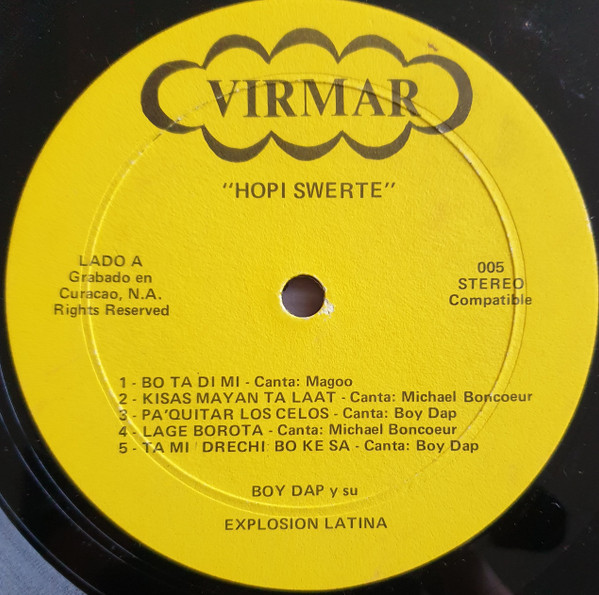 VIRMAR
"HOPI SWERTE"
LADO A
Grabado en
Curacao, N.A.
Rights Reserved
005
STEREO
Compatible
1 - BO TA DI MI - Canta: Magoo
2 - KISAS MAYAN TA LAAT - Canta: Michael Boncoeur
3 - PA'QUITAR LOS CELOS - Canta: Boy Dap
4 - LAGE BOROTA - Canta: Michael Boncoeur
5 - TA MI DRECHI BO KE SA - Canta: Boy Dap
BOY DAP y su
EXPLOSION LATINA